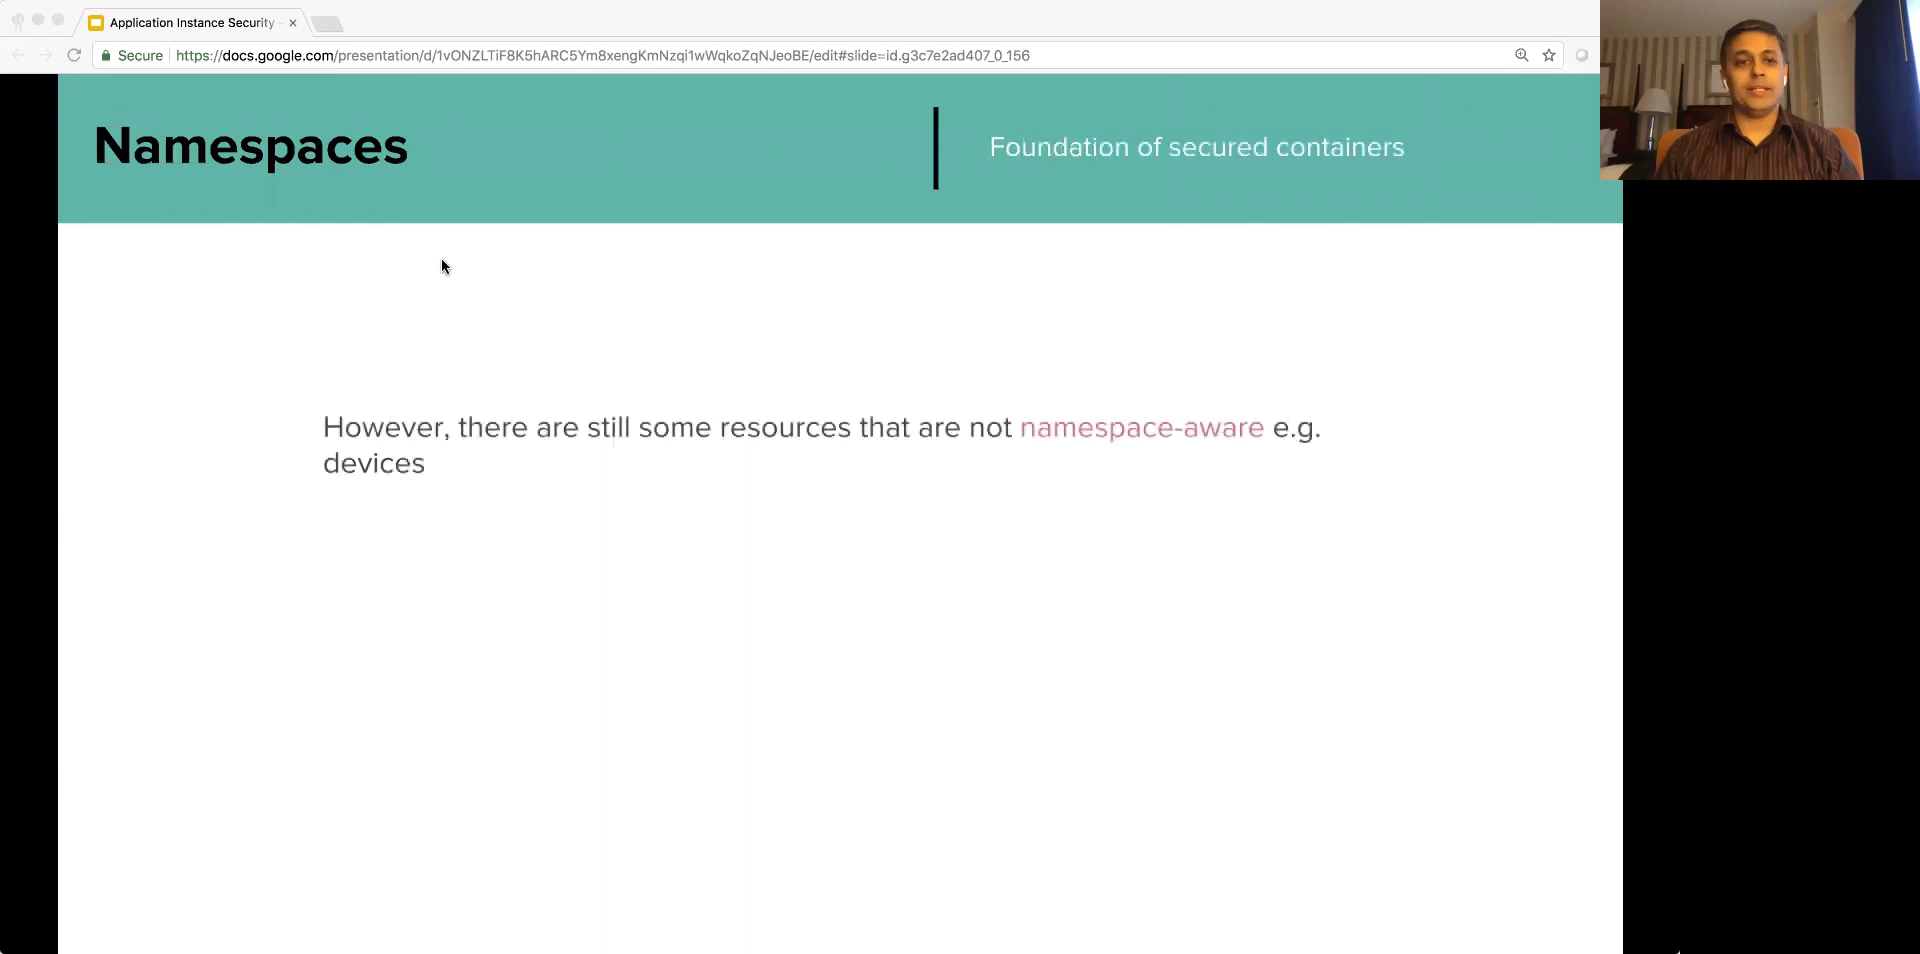 Application Instance Security
Secure
https://docs.google.com/presentation/d/1vONZLTiF8K5hARC5Ym8xengKmNzqi1wWqkoZqNJeoBE/edit#slide=id.g3c7e2ad407_0_156
Namespaces
Foundation of secured containers
However, there are still some resources that are not namespace-aware e.g.
devices